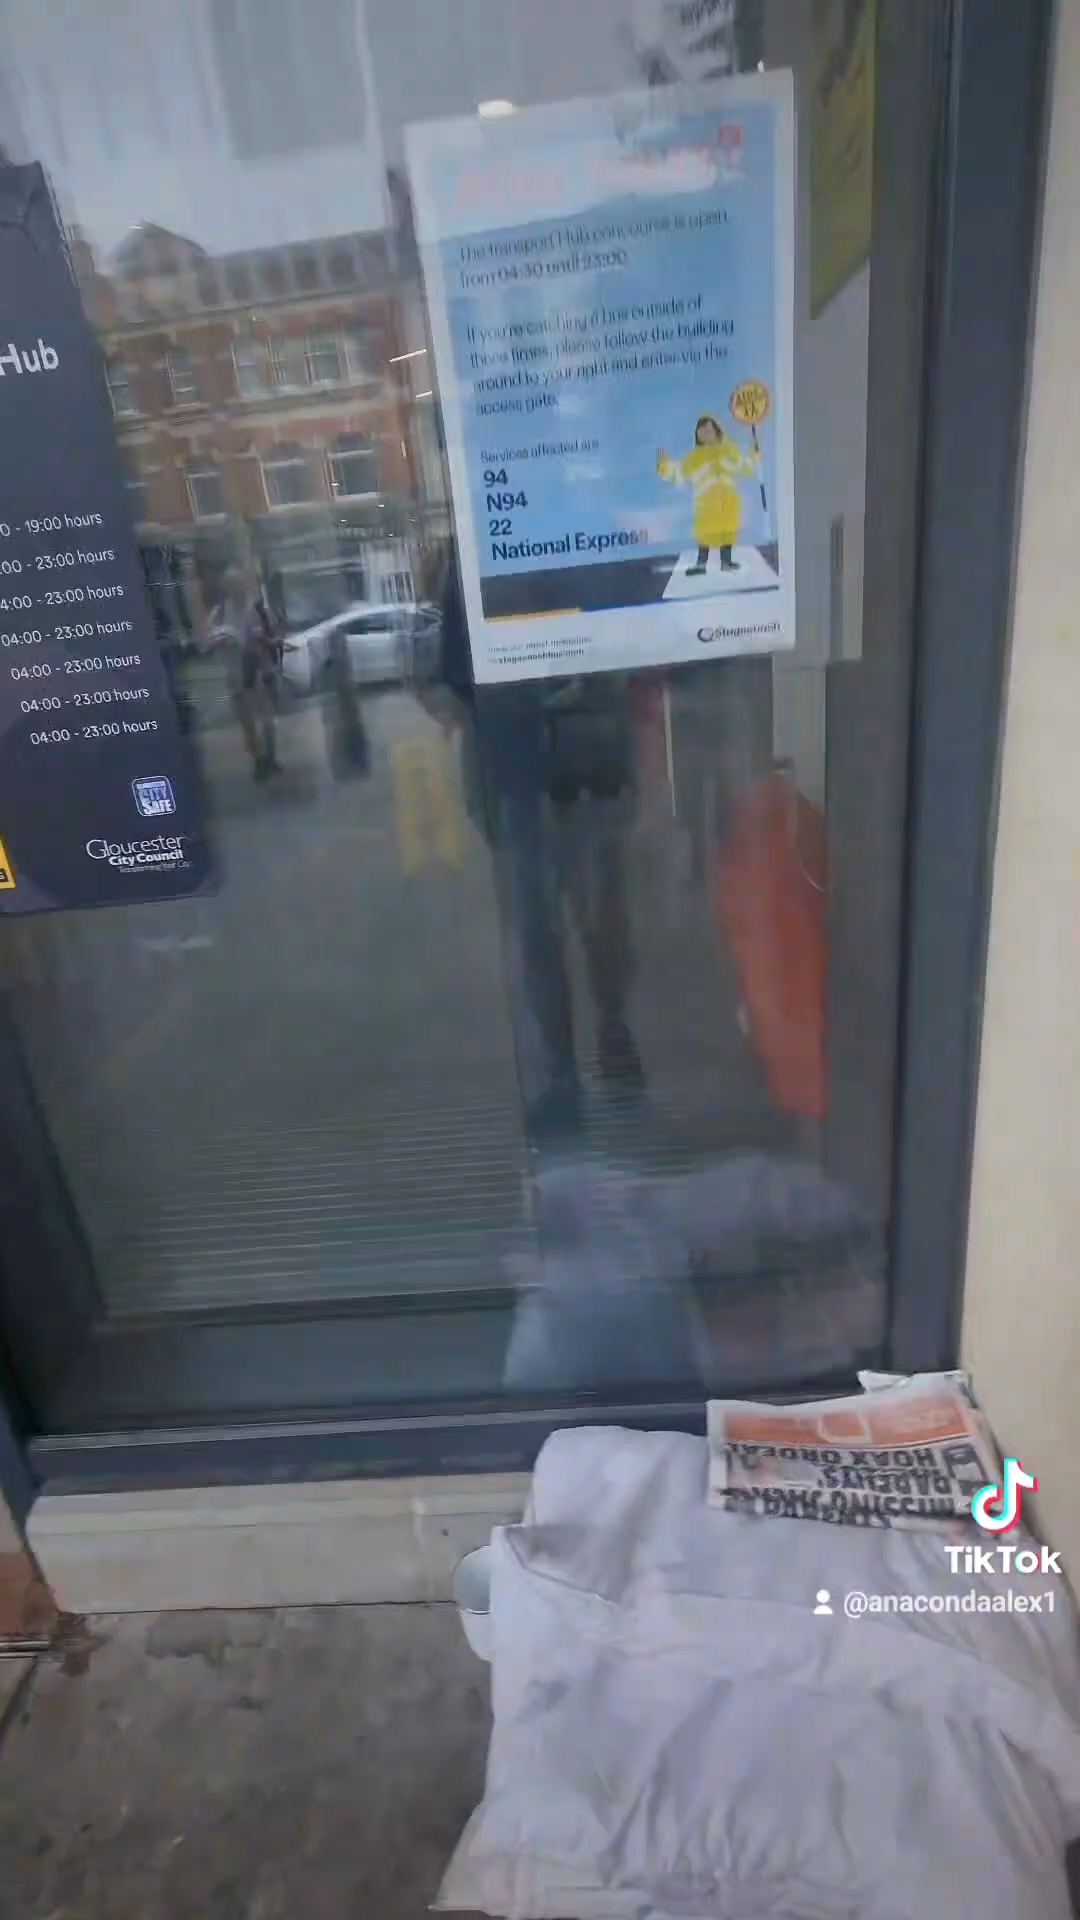 Hub
0 - 19:00 hours
:00 - 23:00 hours
4:00 - 23:00 hours
04:00 - 23:00 hours
04:00 - 23:00 hours
04:00 - 23:00 hours
04:00 - 23:00 hours
CITY
SAFE
Gloucester
City Council
The transport Hub concourse is open
from 04:30 until 23:00
If you're catching a bus outside of
those times, please follow the building
around to your right and enter via the
access gate.
Services affected are
94
N94
22
National Express
Stagecoach
stagecoachbus.com
HOAX ORDEAL
PARENTS'
MISSING
TikTok
@anacondaalex1